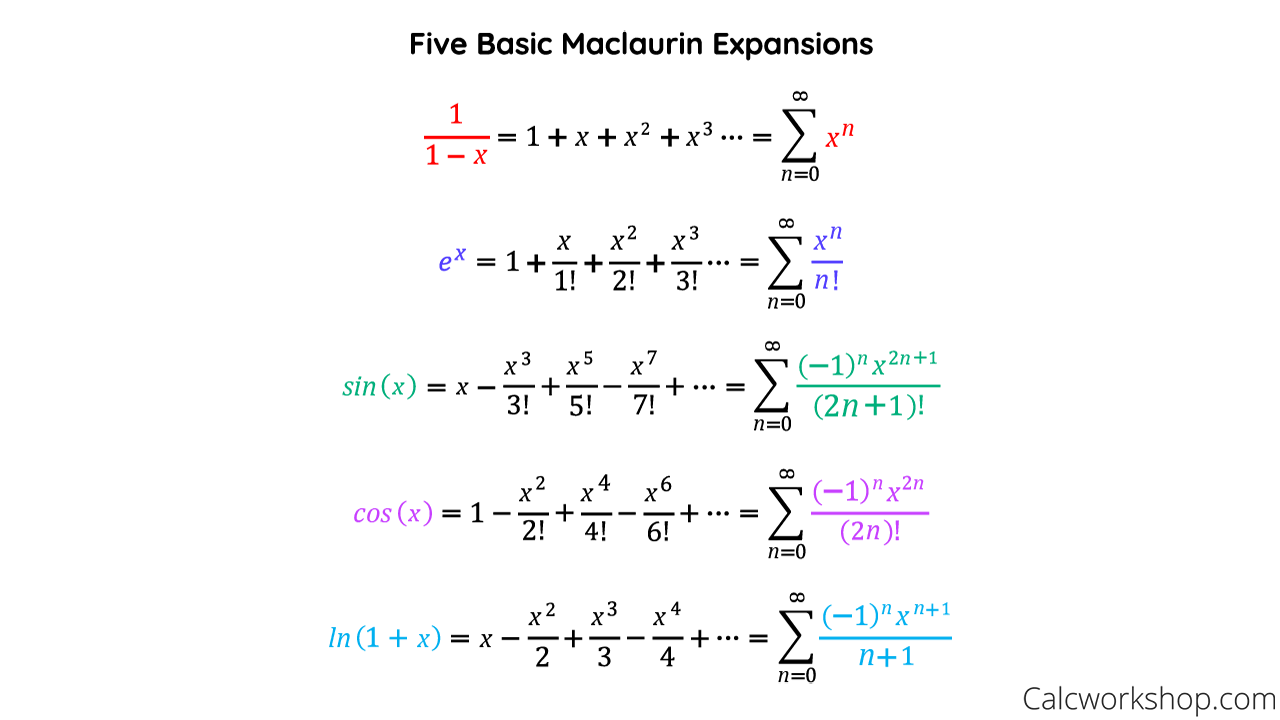 Five Basic Maclaurin Expansions
1/(1 − x) = 1 + x + x² + x³ ⋯ = ∑_{n=0}^{∞} xⁿ
eˣ = 1 + x/1! + x²/2! + x³/3! ⋯ = ∑_{n=0}^{∞} xⁿ/n!
sin(x) = x − x³/3! + x⁵/5! − x⁷/7! + ⋯ = ∑_{n=0}^{∞} (−1)ⁿx²ⁿ⁺¹/(2n+1)!
cos(x) = 1 − x²/2! + x⁴/4! − x⁶/6! + ⋯ = ∑_{n=0}^{∞} (−1)ⁿx²ⁿ/(2n)!
ln(1 + x) = x − x²/2 + x³/3 − x⁴/4 + ⋯ = ∑_{n=0}^{∞} (−1)ⁿxⁿ⁺¹/(n+1)
Calcworkshop.com